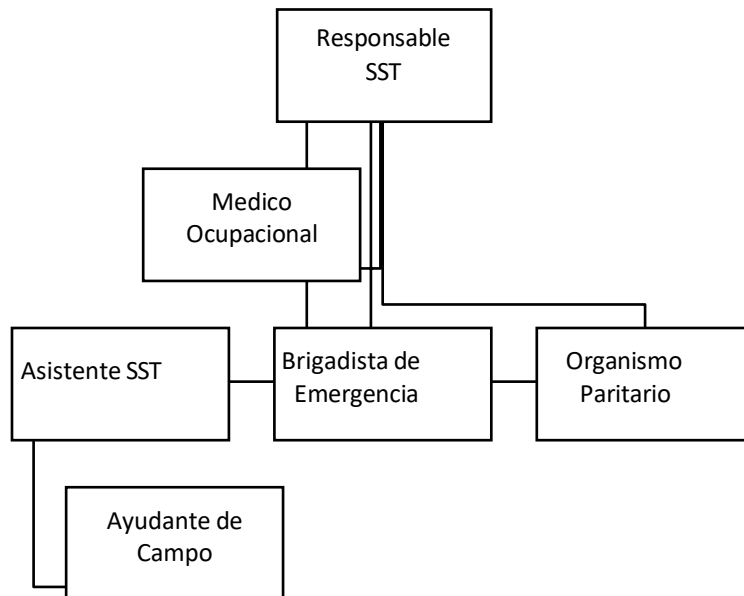 Responsable
SST
Medico
Ocupacional
Asistente SST
Brigadista de
Emergencia
Organismo
Paritario
Ayudante de
Campo